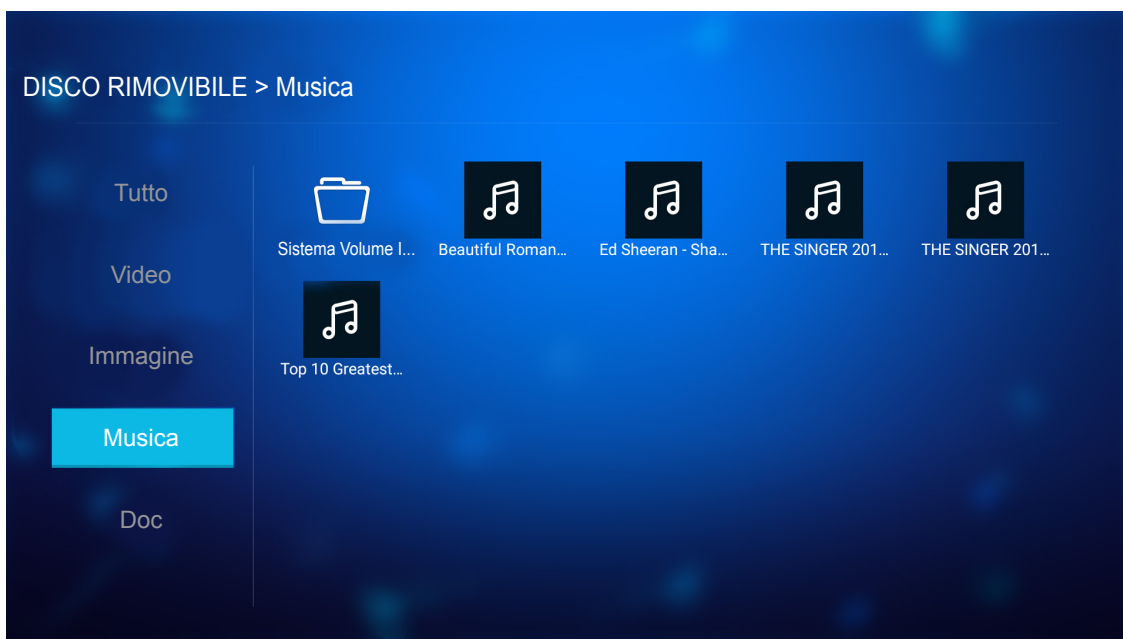 DISCO RIMOVIBILE > Musica
Tutto
Video
Immagine
Musica
Doc
Sistema Volume I...
Beautiful Roman...
Ed Sheeran - Sha...
THE SINGER 201...
THE SINGER 201...
Top 10 Greatest...